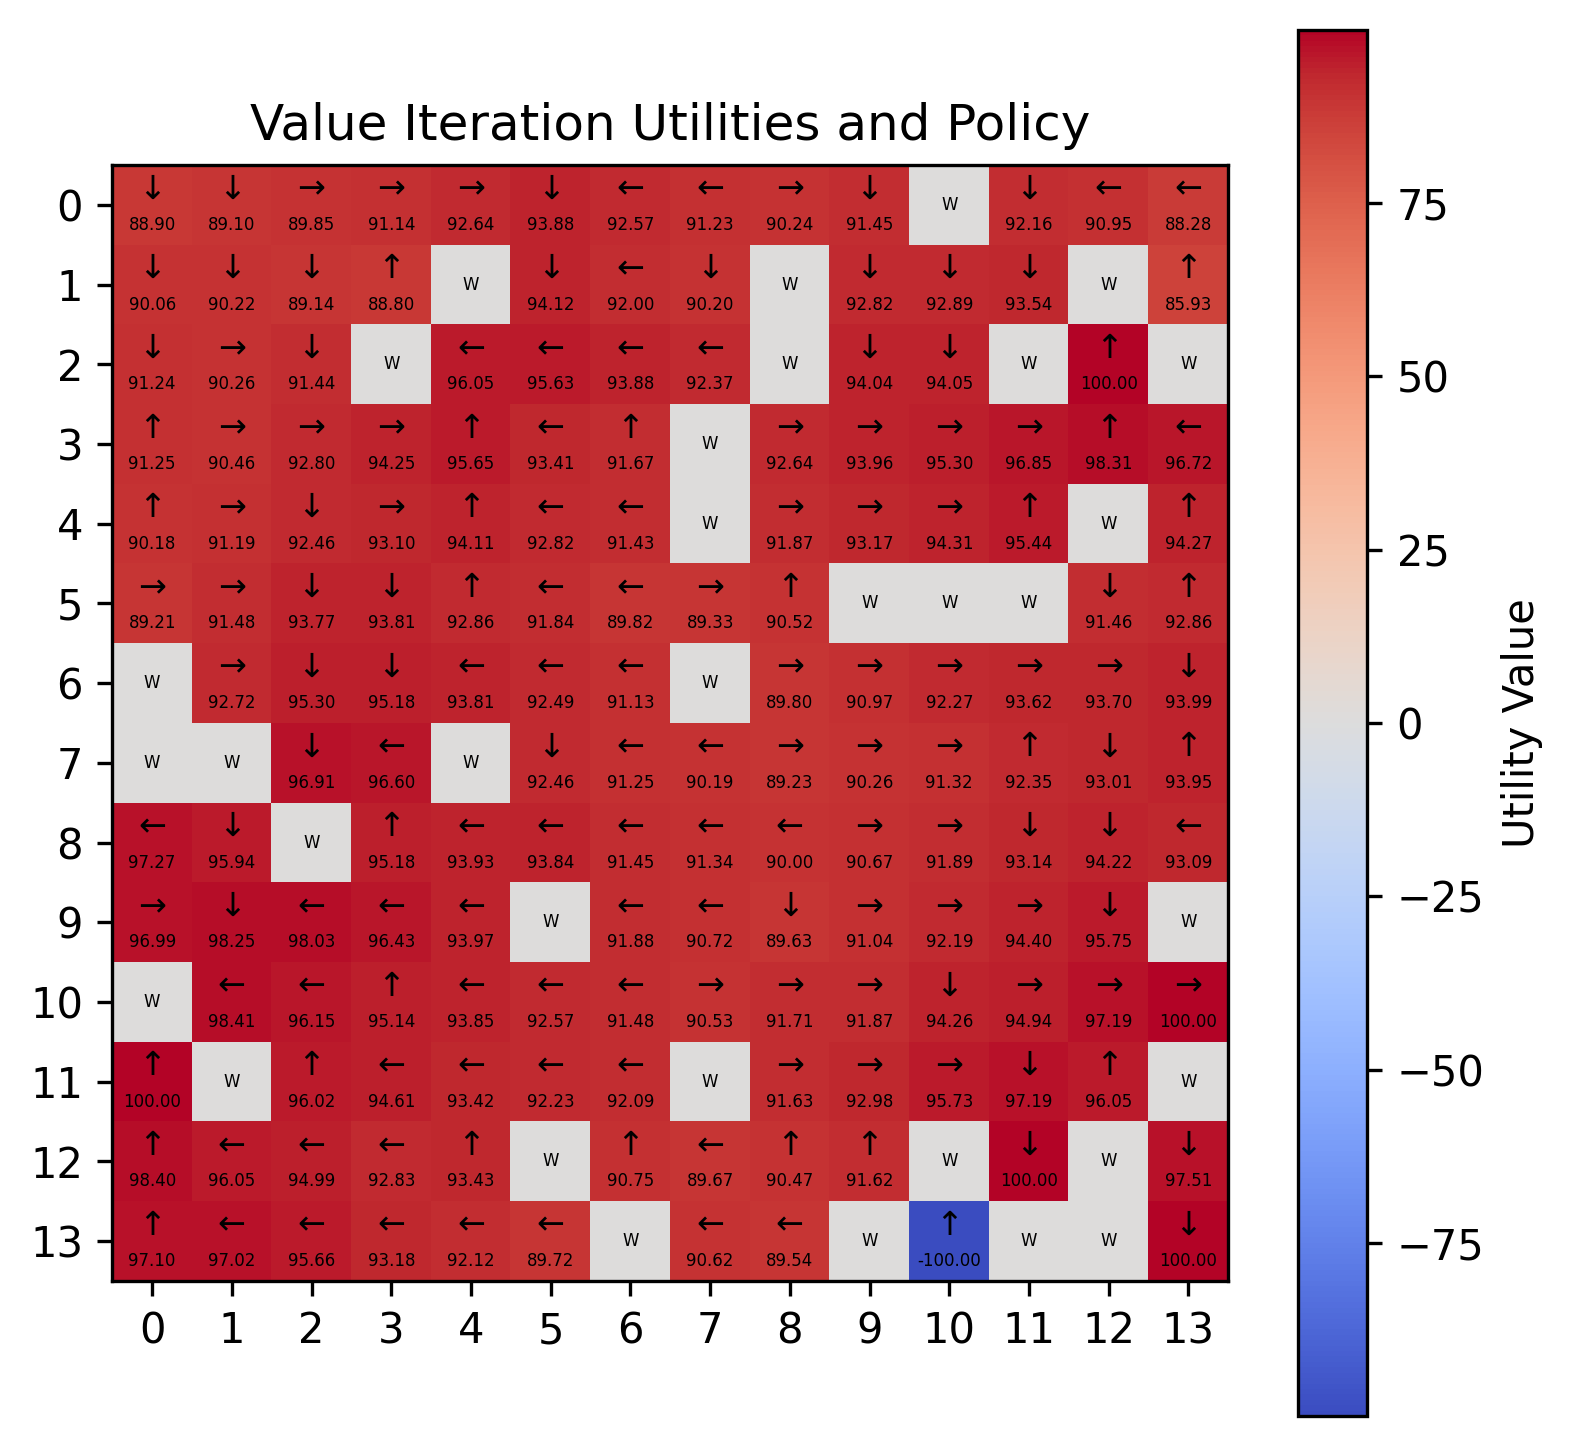 Value Iteration Utilities and Policy
0 ↓ ↓ → → → ↓ ← ← → ↓ W ↓ ← ←
88.90 89.10 89.85 91.14 92.64 93.88 92.57 91.23 90.24 91.45 92.16 90.95 88.28
1 ↓ ↓ ↓ ↑ W ↓ ← ↓ W ↓ ↓ ↓ W ↑
90.06 90.22 89.14 88.80 94.12 92.00 90.20 92.82 92.89 93.54 85.93
2 ↓ → ↓ W ← ← ← ← W ↓ ↓ W ↑ W
91.24 90.26 91.44 96.05 95.63 93.88 92.37 94.04 94.05 100.00
3 ↑ → → → ↑ ← ↑ W → → → → ↑ ←
91.25 90.46 92.80 94.25 95.65 93.41 91.67 92.64 93.96 95.30 96.85 98.31 96.72
4 ↑ → ↓ → ↑ ← ← W → → → ↑ W ↑
90.18 91.19 92.46 93.10 94.11 92.82 91.43 91.87 93.17 94.31 95.44 94.27
5 → → ↓ ↓ ↑ ← ← → ↑ W W W ↓ ↑
89.21 91.48 93.77 93.81 92.86 91.84 89.82 89.33 90.52 91.46 92.86
6 W → ↓ ↓ ← ← ← W → → → → → ↓
92.72 95.30 95.18 93.81 92.49 91.13 89.80 90.97 92.27 93.62 93.70 93.99
7 W W ↓ ← W ↓ ← ← → → → ↑ ↓ ↑
96.91 96.60 92.46 91.25 90.19 89.23 90.26 91.32 92.35 93.01 93.95
8 ← ↓ W ↑ ← ← ← ← ← → → ↓ ↓ ←
97.27 95.94 95.18 93.93 93.84 91.45 91.34 90.00 90.67 91.89 93.14 94.22 93.09
9 → ↓ ← ← ← W ← ← ↓ → → → ↓ W
96.99 98.25 98.03 96.43 93.97 91.88 90.72 89.63 91.04 92.19 94.40 95.75
10 W ← ← ↑ ← ← ← → → → ↓ → → →
98.41 96.15 95.14 93.85 92.57 91.48 90.53 91.71 91.87 94.26 94.94 97.19 100.00
11 ↑ W ↑ ← ← ← ← W → → → ↓ ↑ W
100.00 96.02 94.61 93.42 92.23 92.09 91.63 92.98 95.73 97.19 96.05
12 ↑ ← ← ← ↑ W ↑ ← ↑ ↑ W ↓ W ↓
98.40 96.05 94.99 92.83 93.43 90.75 89.67 90.47 91.62 100.00 97.51
13 ↑ ← ← ← ← ← W ← ← W ↑ W W ↓
97.10 97.02 95.66 93.18 92.12 89.72 90.62 89.54 -100.00 100.00
0 1 2 3 4 5 6 7 8 9 10 11 12 13
75
50
25
0
−25
−50
−75
Utility Value